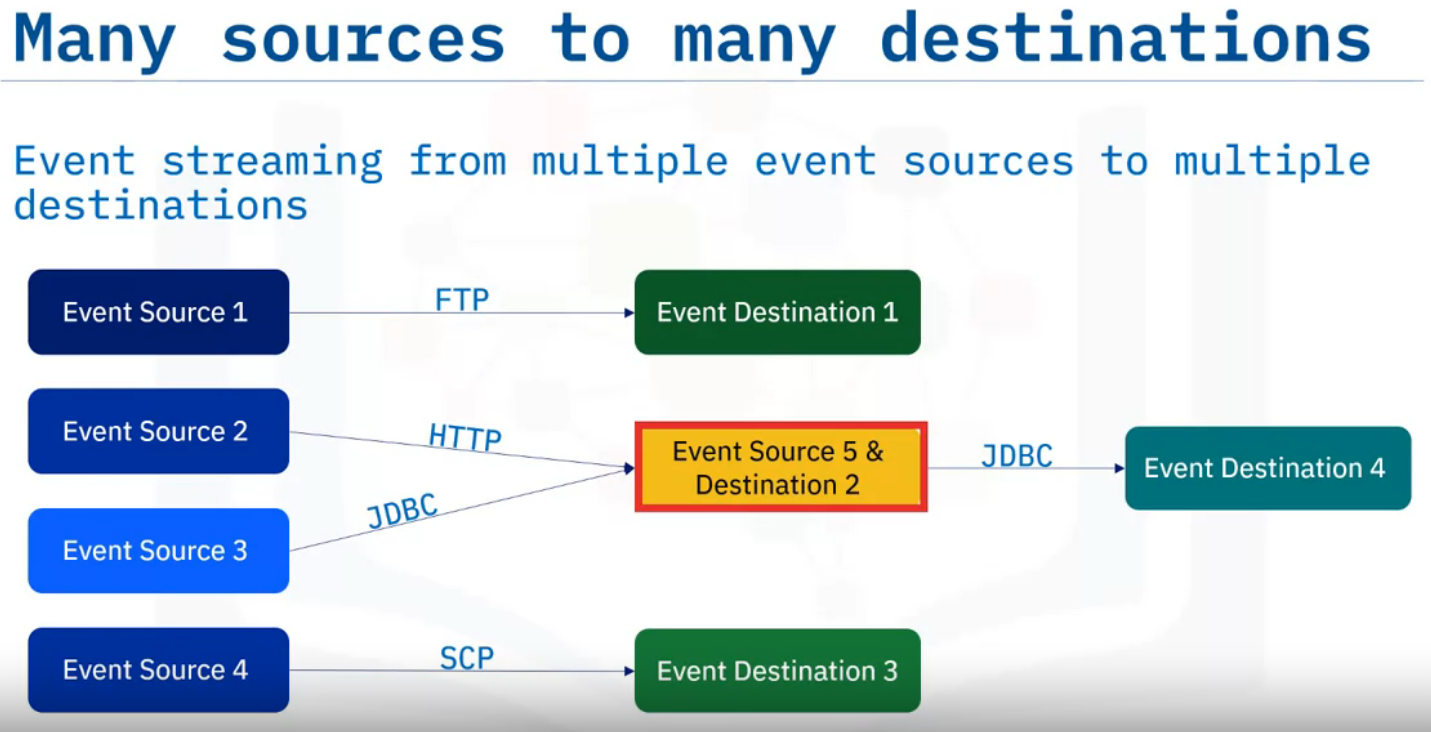 Many sources to many destinations
Event streaming from multiple event sources to multiple
destinations
Event Source 1
FTP
Event Destination 1
Event Source 2
HTTP
Event Source 5 &
Destination 2
JDBC
Event Destination 4
JDBC
Event Source 3
Event Source 4
SCP
Event Destination 3